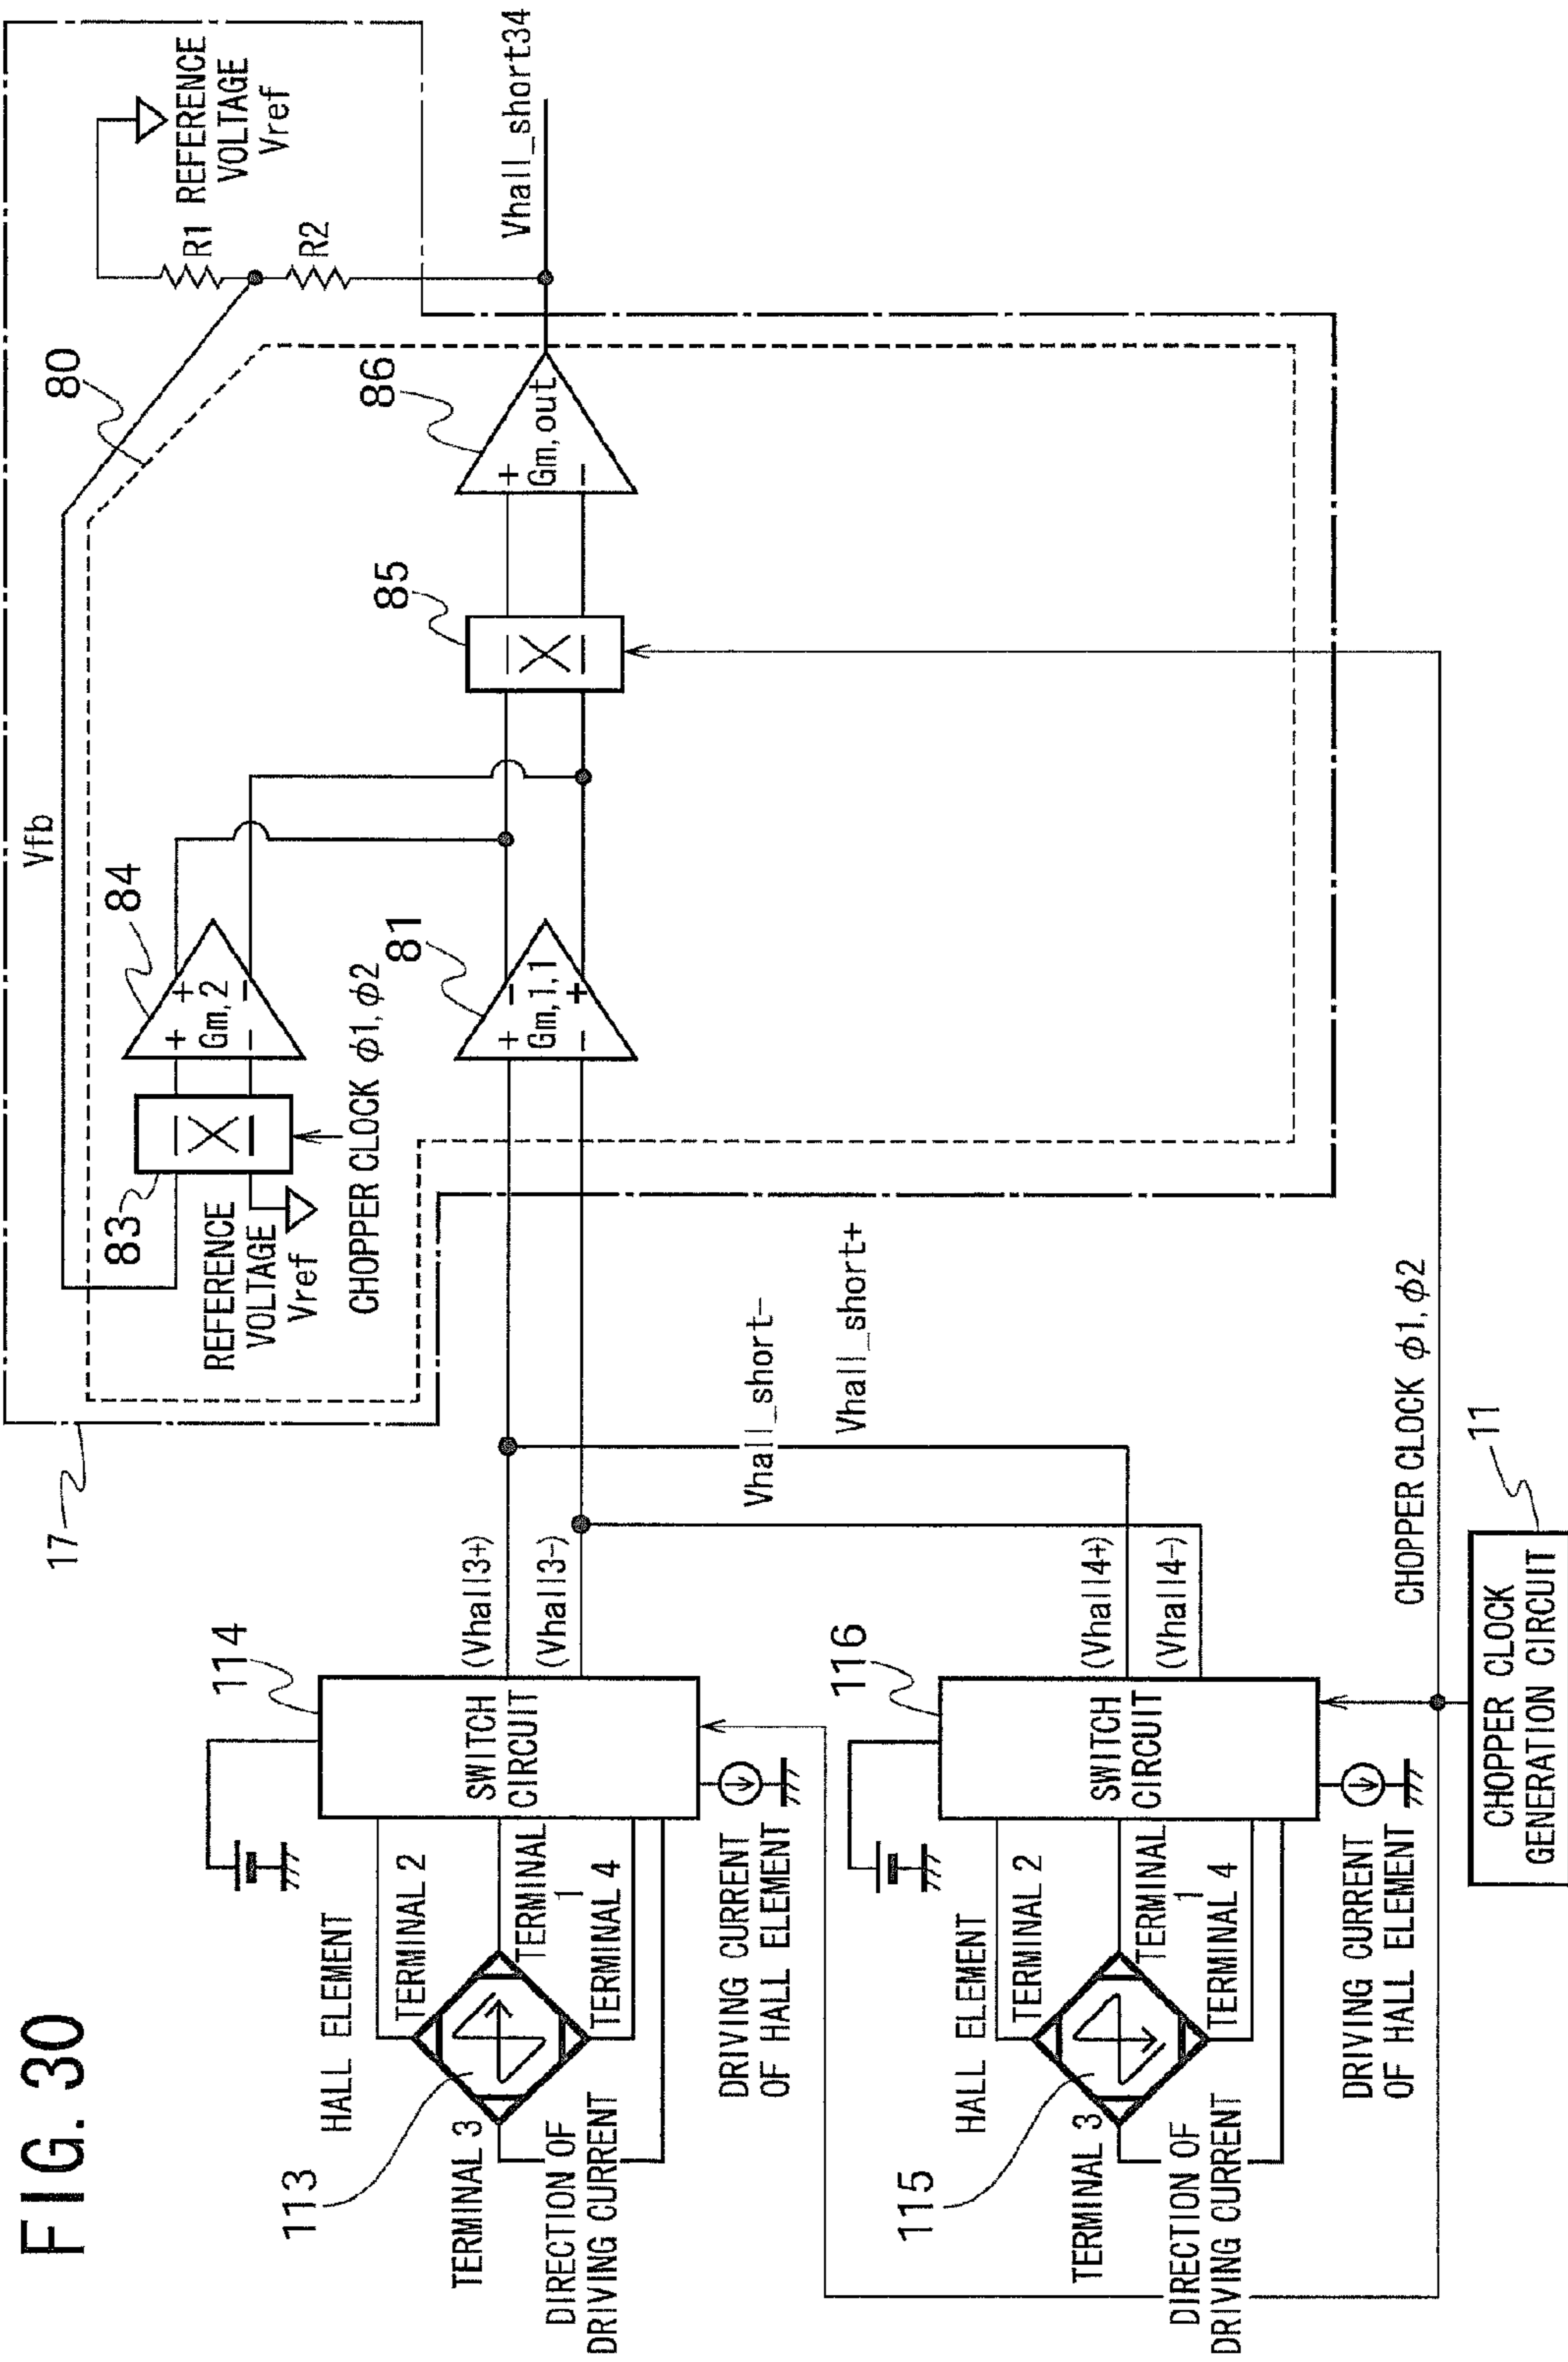 FIG. 30
17
80
Vfb
REFERENCE
VOLTAGE
Vref
R1
R2
83
84
+
+
Gm,2
−
−
REFERENCE
VOLTAGE
Vref
CHOPPER CLOCK φ1, φ2
81
+
−
Gm,1,1
−
+
85
86
+
Gm,out
−
Vhall_short34
HALL ELEMENT
113
TERMINAL 2
TERMINAL
1
TERMINAL 3
TERMINAL 4
DIRECTION OF
DRIVING CURRENT
114
SWITCH
CIRCUIT
(Vhall3+)
(Vhall3-)
DRIVING CURRENT
OF HALL ELEMENT
Vhall_short-
Vhall_short+
HALL ELEMENT
115
TERMINAL 2
TERMINAL
1
TERMINAL 3
TERMINAL 4
DIRECTION OF
DRIVING CURRENT
116
SWITCH
CIRCUIT
(Vhall4+)
(Vhall4-)
DRIVING CURRENT
OF HALL ELEMENT
CHOPPER CLOCK φ1, φ2
11
CHOPPER CLOCK
GENERATION CIRCUIT